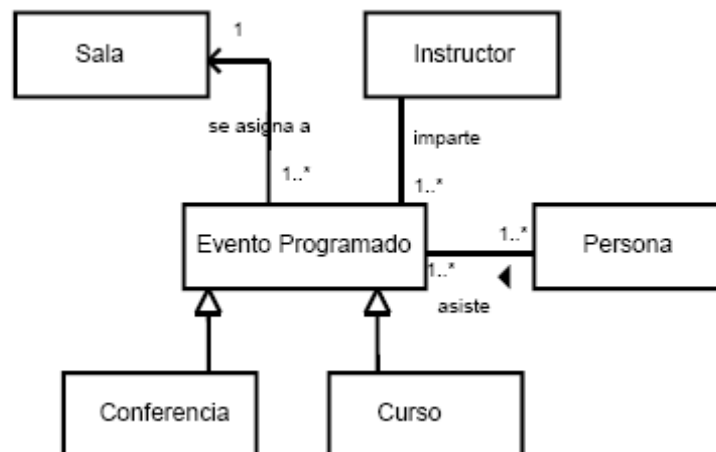 Sala
1
Instructor
se asigna a
imparte
1..*
1..*
Evento Programado
1..*
Persona
1..*
asiste
Conferencia
Curso